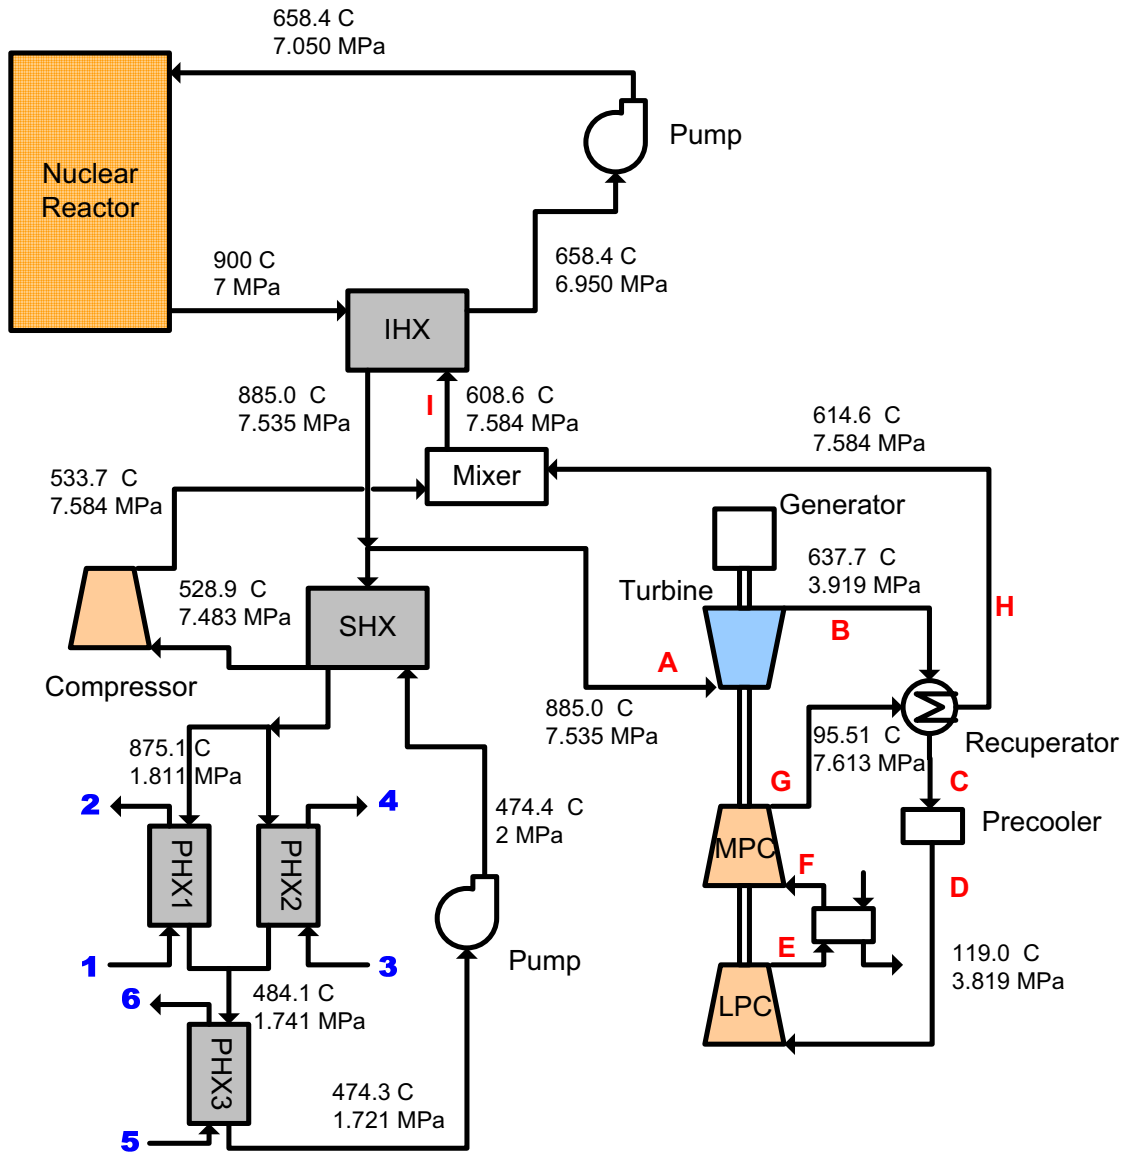 658.4 C
7.050 MPa
Pump
Nuclear
Reactor
900 C
7 MPa
658.4 C
6.950 MPa
IHX
885.0 C
7.535 MPa
I
608.6 C
7.584 MPa
614.6 C
7.584 MPa
533.7 C
7.584 MPa
Mixer
Generator
637.7 C
3.919 MPa
528.9 C
7.483 MPa
Turbine
SHX
B
H
A
Compressor
885.0 C
7.535 MPa
95.51 C
7.613 MPa
Recuperator
875.1 C
1.811 MPa
G
C
2
4
474.4 C
2 MPa
Precooler
PHX1
PHX2
MPC
F
D
1
3
Pump
E
119.0 C
3.819 MPa
6
484.1 C
1.741 MPa
LPC
PHX3
474.3 C
1.721 MPa
5